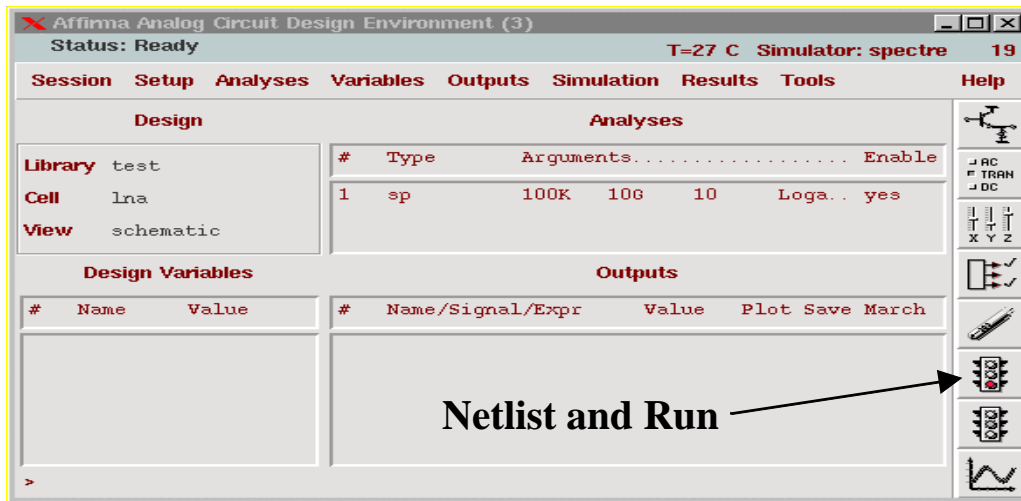 Affirma Analog Circuit Design Environment (3)
Status: Ready
T=27 C Simulator: spectre 19
Session Setup Analyses Variables Outputs Simulation Results Tools Help
Design
Analyses
Library test
Cell lna
View schematic
# Type Arguments................... Enable
1 sp 100K 10G 10 Loga.. yes
AC
TRAN
DC
X Y Z
Design Variables
Outputs
# Name Value
# Name/Signal/Expr Value Plot Save March
Netlist and Run
>